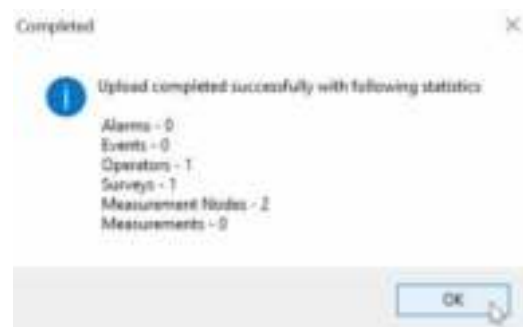 Completed
Upload completed successfully with following statistics
Alarms - 0
Events - 0
Operators - 1
Surveys - 1
Measurement Nodes - 2
Measurements - 0
OK